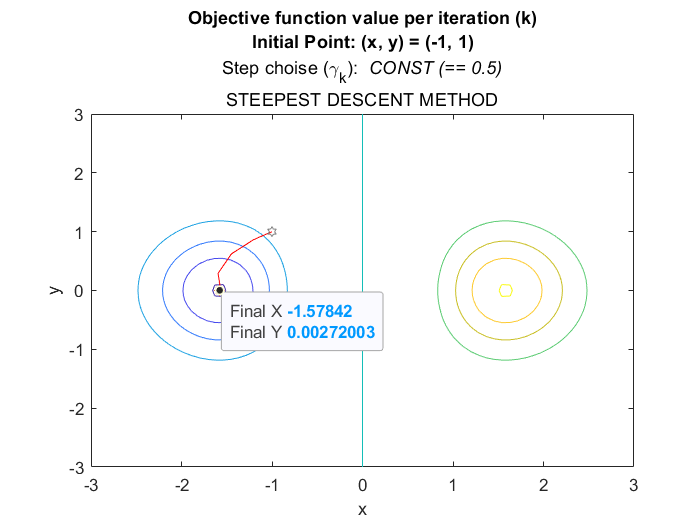 Objective function value per iteration (k)
Initial Point: (x, y) = (-1, 1)
Step choise (γk): CONST (== 0.5)
STEEPEST DESCENT METHOD
3
2
1
0
-1
-2
-3
y
Final X -1.57842
Final Y 0.00272003
-3 -2 -1 0 1 2 3
x